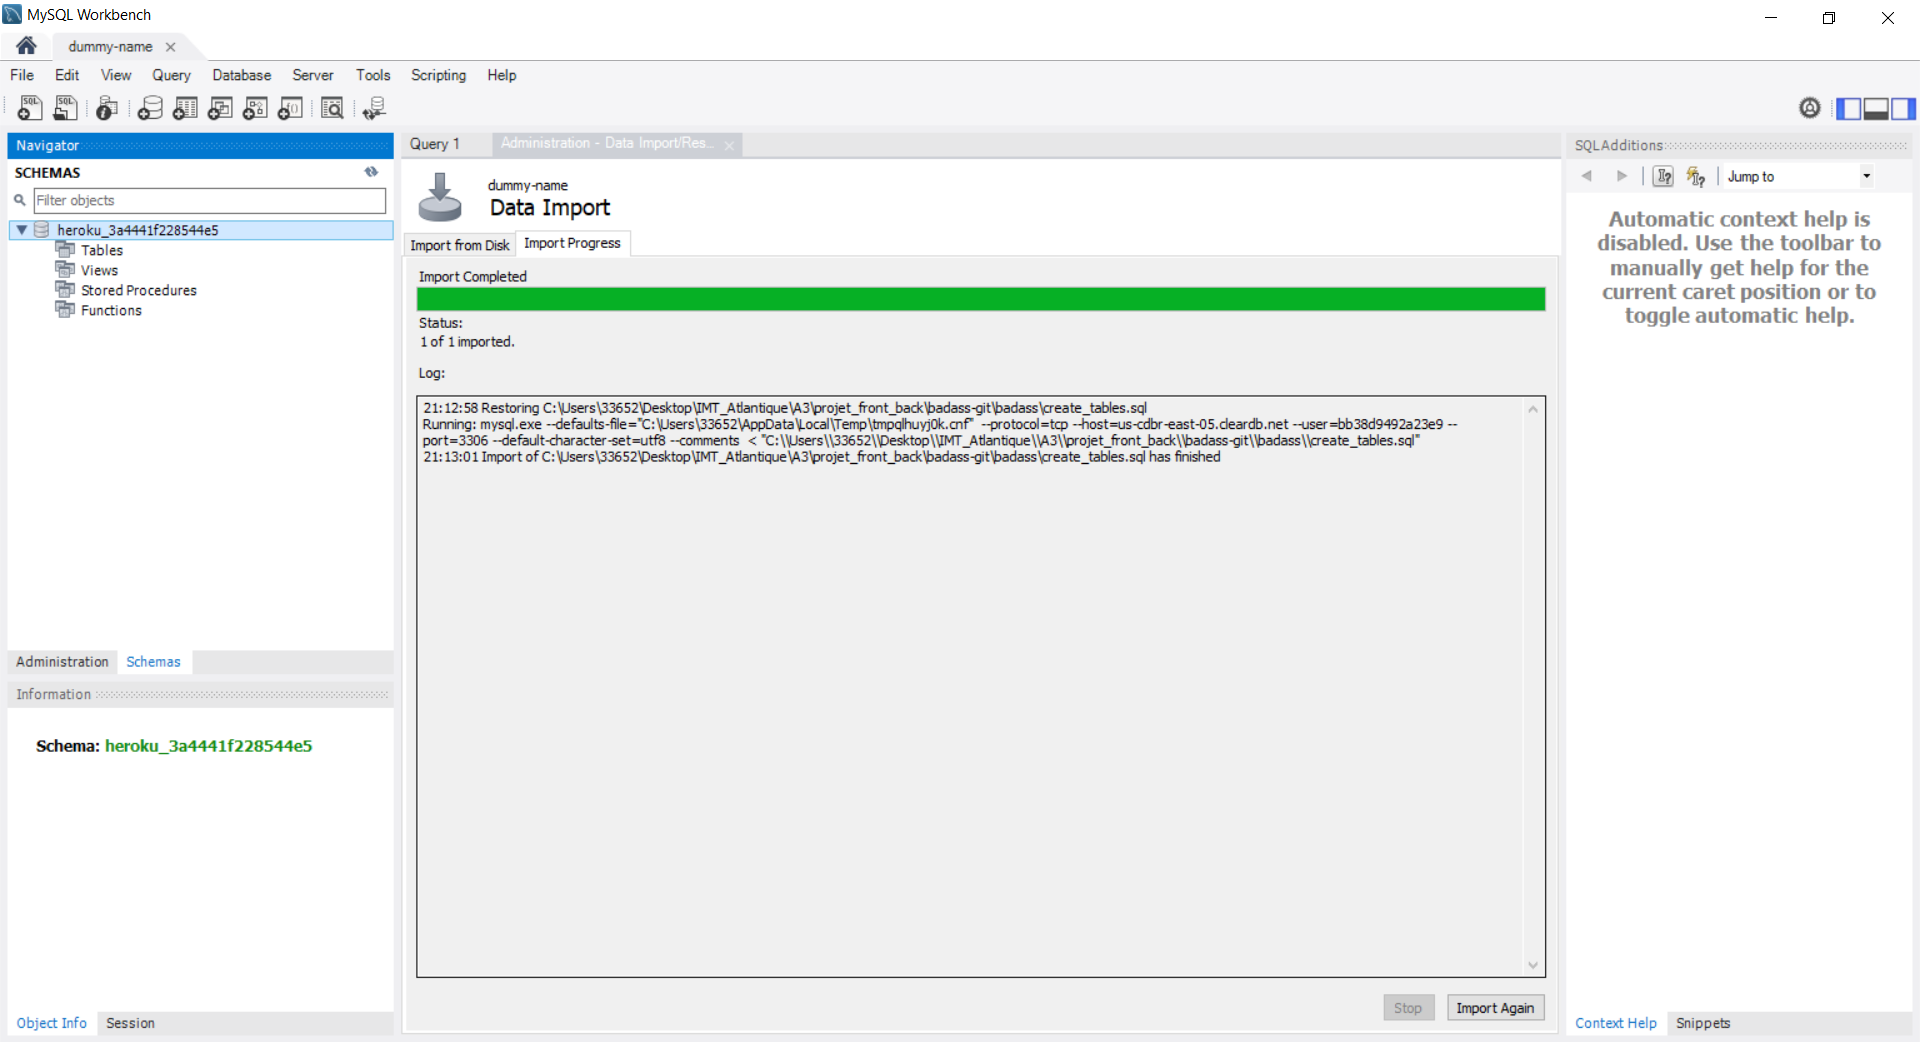 MySQL Workbench
dummy-name
File Edit View Query Database Server Tools Scripting Help
Navigator
SCHEMAS
Filter objects
heroku_3a4441f228544e5
Tables
Views
Stored Procedures
Functions
Administration Schemas
Information
Schema: heroku_3a4441f228544e5
Object Info Session
Query 1 Administration - Data Import/Res...
dummy-name
Data Import
Import from Disk Import Progress
Import Completed
Status:
1 of 1 imported.
Log:
21:12:58 Restoring C:\Users\33652\Desktop\IMT_Atlantique\A3\projet_front_back\badass-git\badass\create_tables.sql
Running: mysql.exe --defaults-file="C:\Users\33652\AppData\Local\Temp\tmpqlhuyj0k.cnf"  --protocol=tcp --host=us-cdbr-east-05.cleardb.net --user=bb38d9492a23e9 --
port=3306 --default-character-set=utf8 --comments  < "C:\\Users\\33652\\Desktop\\IMT_Atlantique\\A3\\projet_front_back\\badass-git\\badass\\create_tables.sql"
21:13:01 Import of C:\Users\33652\Desktop\IMT_Atlantique\A3\projet_front_back\badass-git\badass\create_tables.sql has finished
Stop Import Again
SQLAdditions
Jump to
Automatic context help is
disabled. Use the toolbar to
manually get help for the
current caret position or to
toggle automatic help.
Context Help Snippets